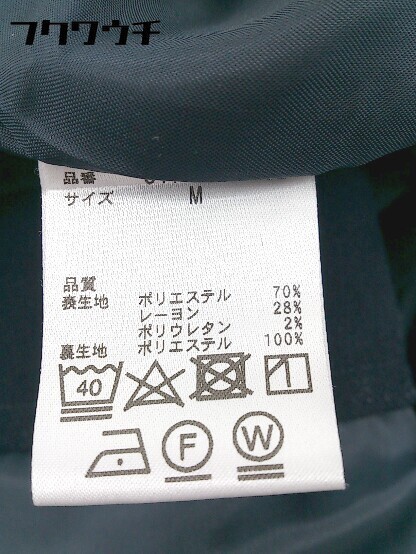 フクワウチ
品番
サイズ M
品質
表生地 ポリエステル 70%
レーヨン 28%
ポリウレタン 2%
裏生地 ポリエステル 100%
40
F W